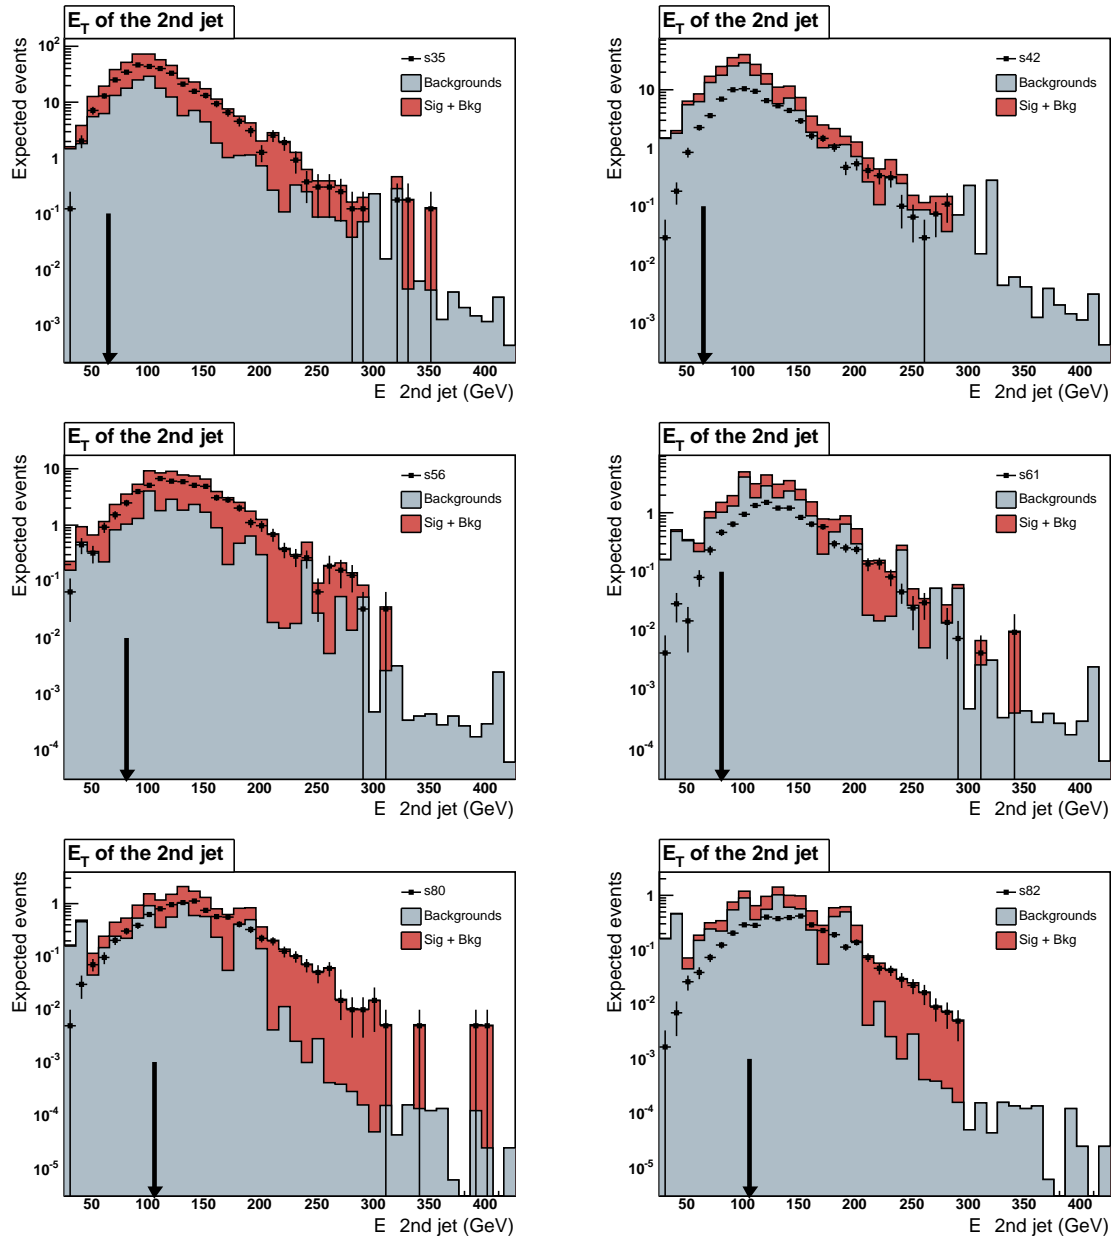 E_T of the 2nd jet
Expected events
10^2
10
1
10^-1
10^-2
10^-3
s35
Backgrounds
Sig + Bkg
50 100 150 200 250 300 350 400
E 2nd jet (GeV)
E_T of the 2nd jet
Expected events
10
1
10^-1
10^-2
10^-3
s42
Backgrounds
Sig + Bkg
50 100 150 200 250 300 350 400
E 2nd jet (GeV)
E_T of the 2nd jet
Expected events
10
1
10^-1
10^-2
10^-3
10^-4
s56
Backgrounds
Sig + Bkg
50 100 150 200 250 300 350 400
E 2nd jet (GeV)
E_T of the 2nd jet
Expected events
1
10^-1
10^-2
10^-3
10^-4
s61
Backgrounds
Sig + Bkg
50 100 150 200 250 300 350 400
E 2nd jet (GeV)
E_T of the 2nd jet
Expected events
1
10^-1
10^-2
10^-3
10^-4
10^-5
s80
Backgrounds
Sig + Bkg
50 100 150 200 250 300 350 400
E 2nd jet (GeV)
E_T of the 2nd jet
Expected events
1
10^-1
10^-2
10^-3
10^-4
10^-5
s82
Backgrounds
Sig + Bkg
50 100 150 200 250 300 350 400
E 2nd jet (GeV)